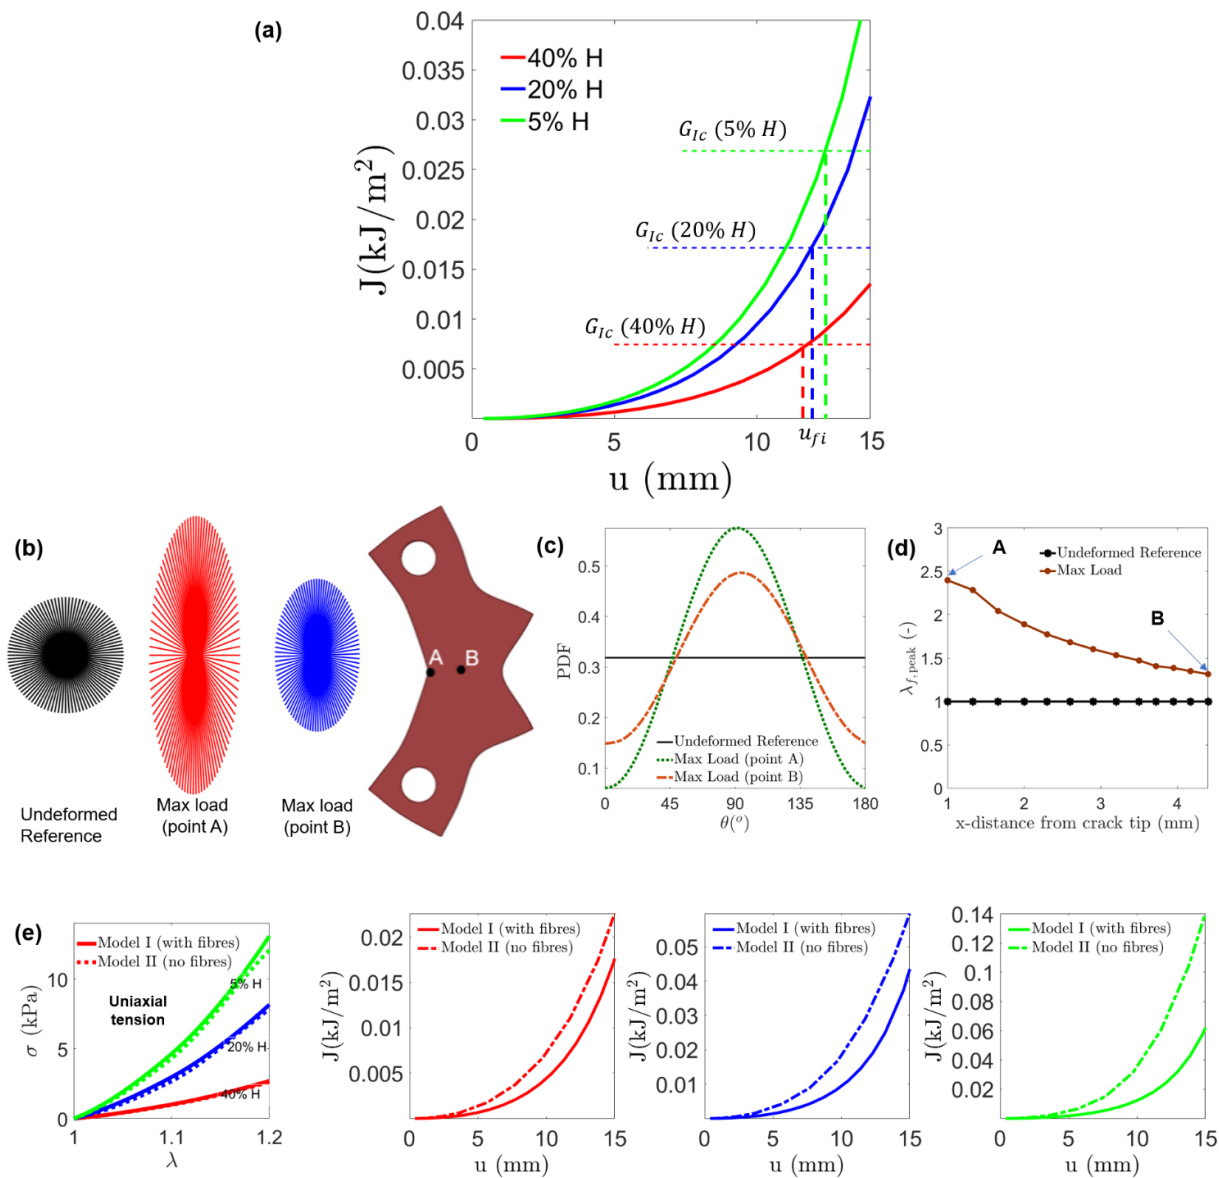 (a)
0.04
0.035
0.03
0.025
0.02
0.015
0.01
0.005
J(kJ/m²)
40% H
20% H
5% H
G_Ic (5% H)
G_Ic (20% H)
G_Ic (40% H)
0
5
10
15
u_fi
u (mm)
(b)
Undeformed
Reference
Max load
(point A)
Max load
(point B)
A
B
(c)
0.5
0.4
0.3
0.2
0.1
PDF
Undeformed Reference
Max Load (point A)
Max Load (point B)
0
45
90
135
180
θ(°)
(d)
3
2.5
2
1.5
1
0.5
0
λ_f,peak (-)
A
B
Undeformed Reference
Max Load
1
2
3
4
x-distance from crack tip (mm)
(e)
10
5
0
σ (kPa)
Model I (with fibres)
Model II (no fibres)
Uniaxial
tension
5% H
20% H
40% H
1
1.1
1.2
λ
0.02
0.015
0.01
0.005
J(kJ/m²)
Model I (with fibres)
Model II (no fibres)
0
5
10
15
u (mm)
0.05
0.04
0.03
0.02
0.01
J(kJ/m²)
Model I (with fibres)
Model II (no fibres)
0
5
10
15
u (mm)
0.14
0.12
0.1
0.08
0.06
0.04
0.02
J(kJ/m²)
Model I (with fibres)
Model II (no fibres)
0
5
10
15
u (mm)